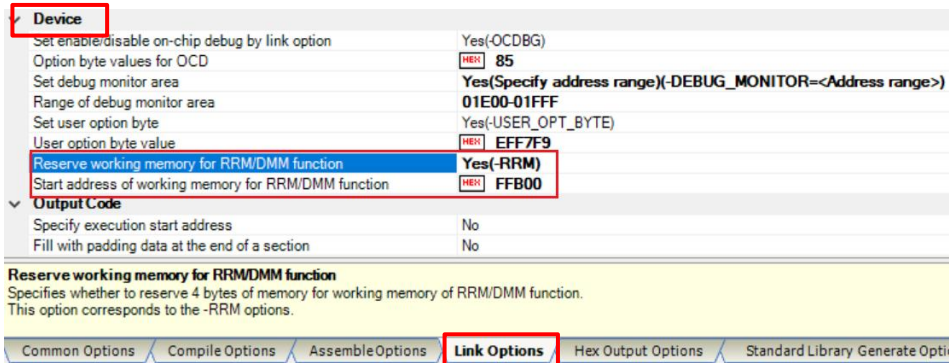 Device
Set enable/disable on-chip debug by link option Yes(-OCDBG)
Option byte values for OCD HEX 85
Set debug monitor area Yes(Specify address range)(-DEBUG_MONITOR=<Address range>)
Range of debug monitor area 01E00-01FFF
Set user option byte Yes(-USER_OPT_BYTE)
User option byte value HEX EFF7F9
Reserve working memory for RRM/DMM function Yes(-RRM)
Start address of working memory for RRM/DMM function HEX FFB00
Output Code
Specify execution start address No
Fill with padding data at the end of a section No
Reserve working memory for RRM/DMM function
Specifies whether to reserve 4 bytes of memory for working memory of RRM/DMM function.
This option corresponds to the -RRM options.
Common Options Compile Options Assemble Options Link Options Hex Output Options Standard Library Generate Opti